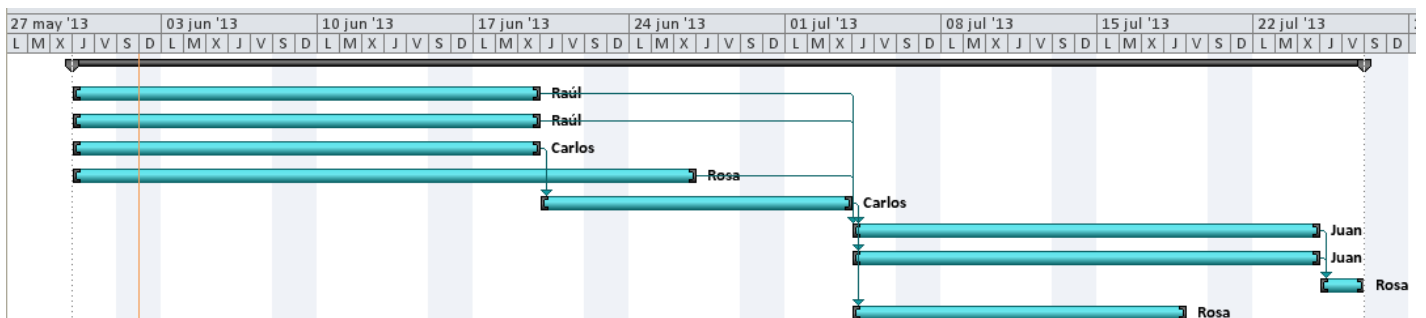 27 may '13 03 jun '13 10 jun '13 17 jun '13 24 jun '13 01 jul '13 08 jul '13 15 jul '13 22 jul '13
L M X J V S D L M X J V S D L M X J V S D L M X J V S D L M X J V S D L M X J V S D L M X J V S D L M X J V S D L M X J V S D
Raúl
Raúl
Carlos
Rosa
Carlos
Juan
Juan
Rosa
Rosa